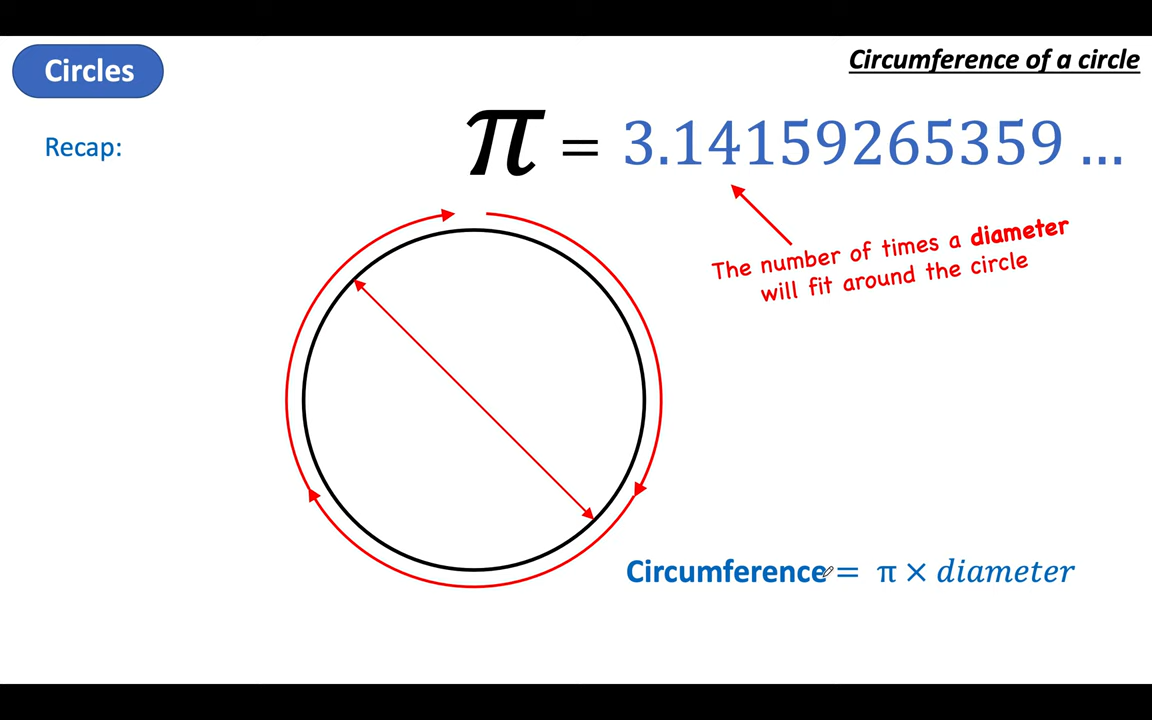 Circles
Circumference of a circle
Recap:
π = 3.14159265359 ...
The number of times a diameter
will fit around the circle
Circumference = π × diameter